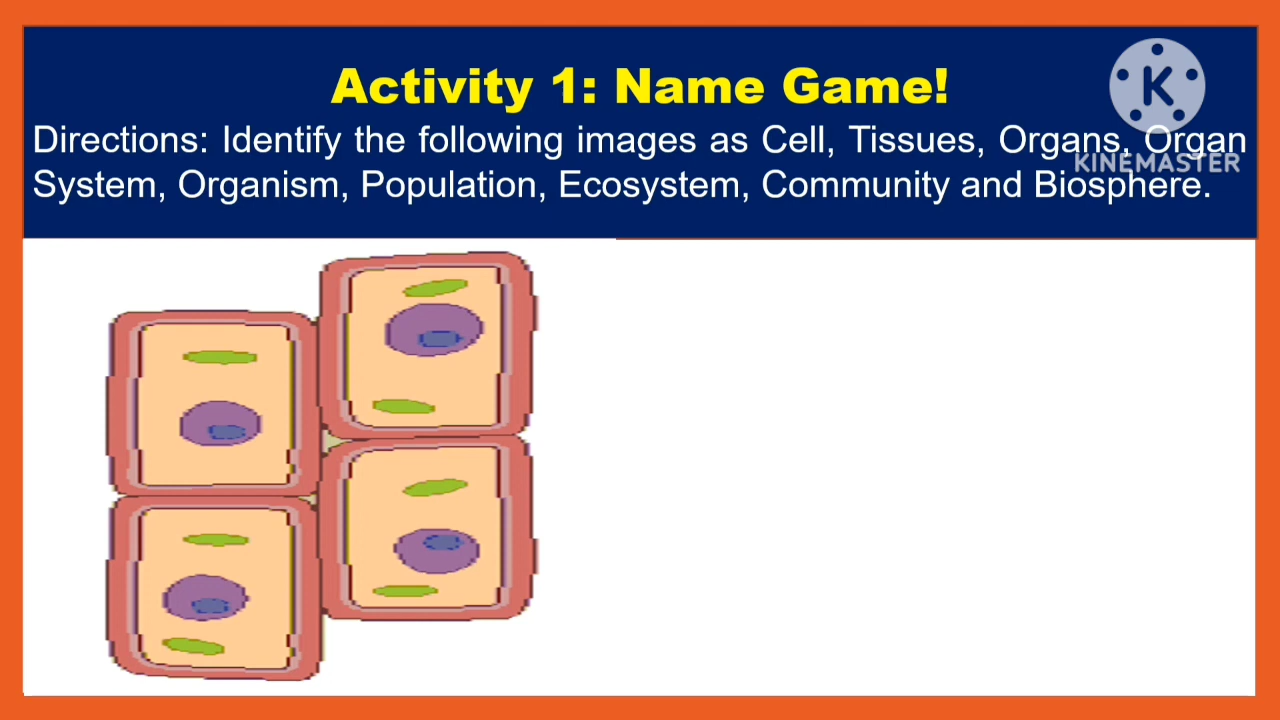 Activity 1: Name Game!
Directions: Identify the following images as Cell, Tissues, Organs, Organ
System, Organism, Population, Ecosystem, Community and Biosphere.
K
KINEMASTER